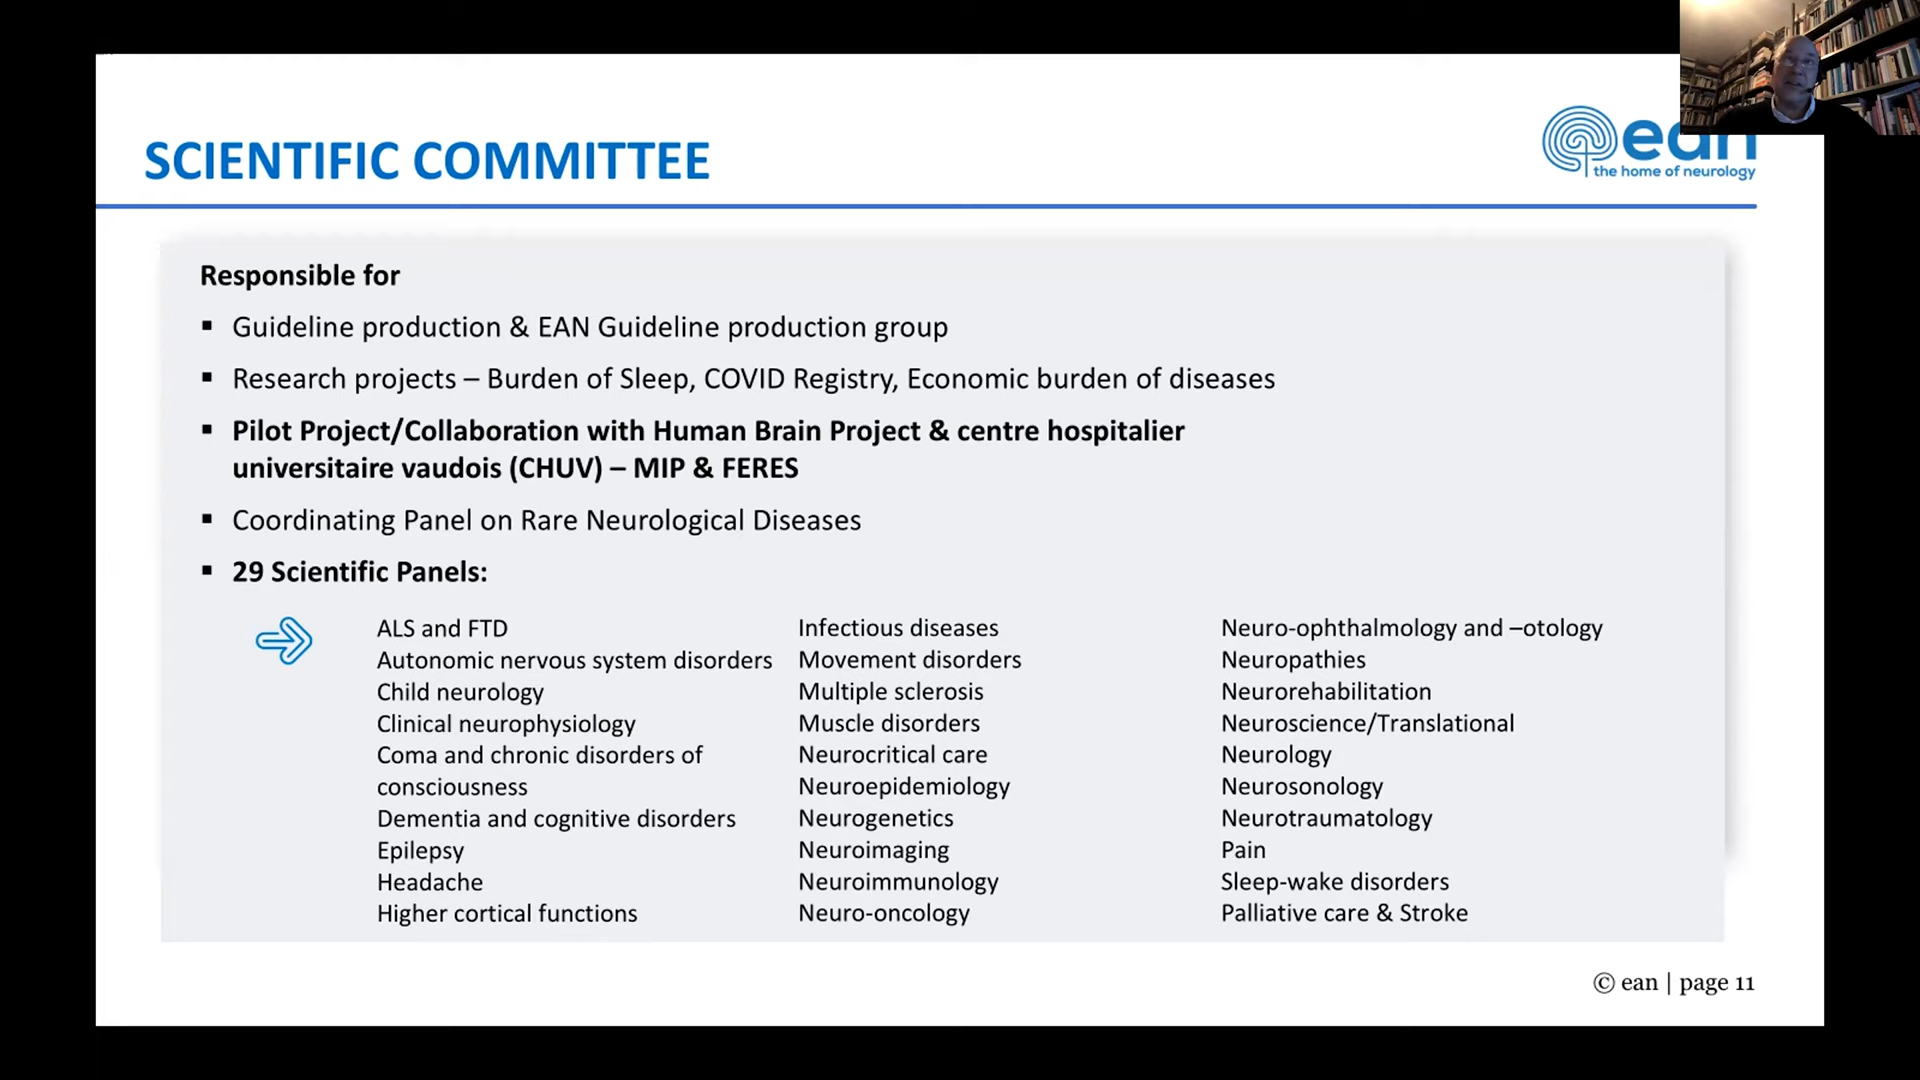 SCIENTIFIC COMMITTEE
ean
the home of neurology
Responsible for
▪ Guideline production & EAN Guideline production group
▪ Research projects – Burden of Sleep, COVID Registry, Economic burden of diseases
▪ Pilot Project/Collaboration with Human Brain Project & centre hospitalier
universitaire vaudois (CHUV) – MIP & FERES
▪ Coordinating Panel on Rare Neurological Diseases
▪ 29 Scientific Panels:
ALS and FTD
Autonomic nervous system disorders
Child neurology
Clinical neurophysiology
Coma and chronic disorders of
consciousness
Dementia and cognitive disorders
Epilepsy
Headache
Higher cortical functions
Infectious diseases
Movement disorders
Multiple sclerosis
Muscle disorders
Neurocritical care
Neuroepidemiology
Neurogenetics
Neuroimaging
Neuroimmunology
Neuro-oncology
Neuro-ophthalmology and –otology
Neuropathies
Neurorehabilitation
Neuroscience/Translational
Neurology
Neurosonology
Neurotraumatology
Pain
Sleep-wake disorders
Palliative care & Stroke
© ean | page 11